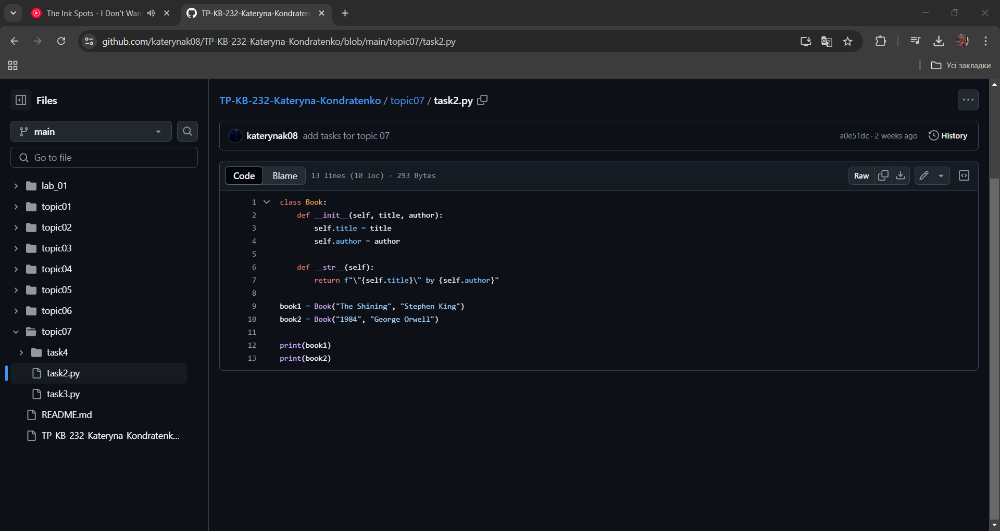 The Ink Spots - I Don't Wan
TP-KB-232-Kateryna-Kondraten
github.com/katerynak08/TP-KB-232-Kateryna-Kondratenko/blob/main/topic07/task2.py
Усі закладки
Files
TP-KB-232-Kateryna-Kondratenko / topic07 / task2.py
main
katerynak08 add tasks for topic 07
a0e51dc · 2 weeks ago
History
Go to file
Code Blame 13 lines (10 loc) · 293 Bytes
Raw
lab_01
topic01
topic02
topic03
topic04
topic05
topic06
topic07
task4
task2.py
task3.py
README.md
TP-KB-232-Kateryna-Kondratenk...
1 class Book:
2     def __init__(self, title, author):
3         self.title = title
4         self.author = author
5
6     def __str__(self):
7         return f"\"{self.title}\" by {self.author}"
8
9 book1 = Book("The Shining", "Stephen King")
10 book2 = Book("1984", "George Orwell")
11
12 print(book1)
13 print(book2)